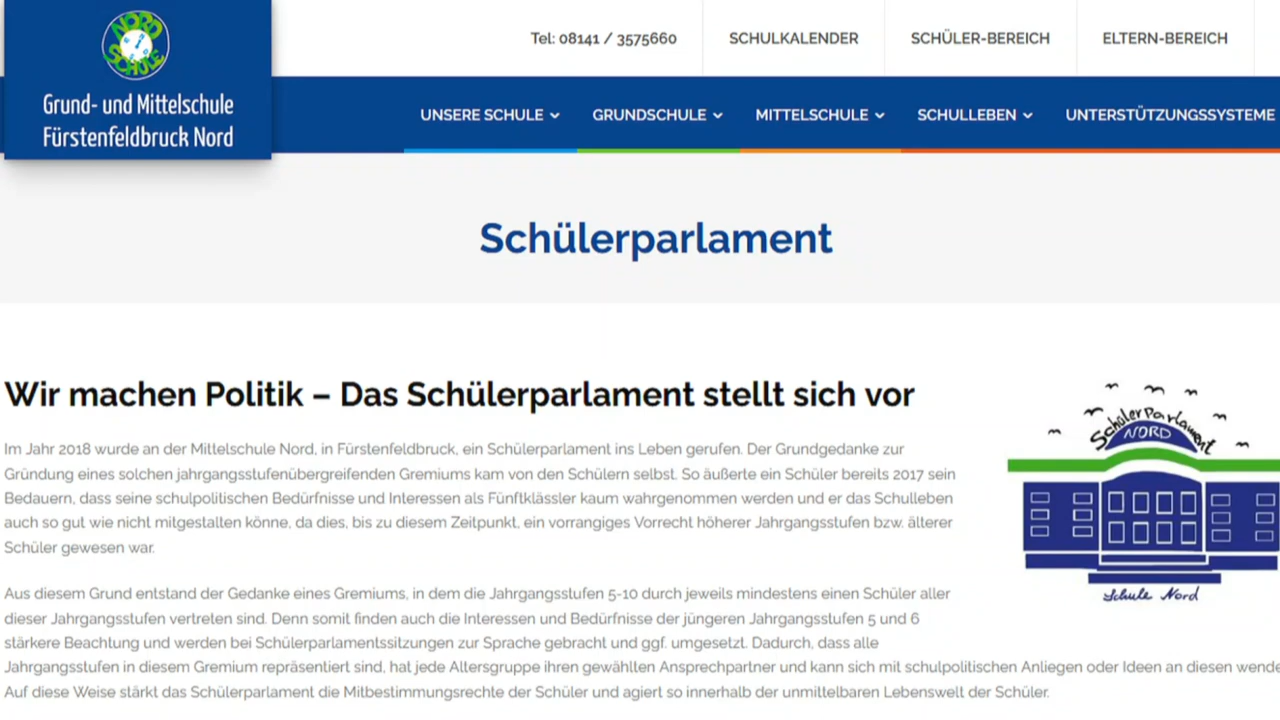 NORD
SCHULE
Grund- und Mittelschule
Fürstenfeldbruck Nord
Tel: 08141 / 3575660
SCHULKALENDER
SCHÜLER-BEREICH
ELTERN-BEREICH
UNSERE SCHULE
GRUNDSCHULE
MITTELSCHULE
SCHULLEBEN
UNTERSTÜTZUNGSSYSTEME
Schülerparlament
Wir machen Politik – Das Schülerparlament stellt sich vor
Im Jahr 2018 wurde an der Mittelschule Nord, in Fürstenfeldbruck, ein Schülerparlament ins Leben gerufen. Der Grundgedanke zur
Gründung eines solchen jahrgangsstufenübergreifenden Gremiums kam von den Schülern selbst. So äußerte ein Schüler bereits 2017 sein
Bedauern, dass seine schulpolitischen Bedürfnisse und Interessen als Fünftklässler kaum wahrgenommen werden und er das Schulleben
auch so gut wie nicht mitgestalten könne, da dies, bis zu diesem Zeitpunkt, ein vorrangiges Vorrecht höherer Jahrgangsstufen bzw. älterer
Schüler gewesen war.
Aus diesem Grund entstand der Gedanke eines Gremiums, in dem die Jahrgangsstufen 5-10 durch jeweils mindestens einen Schüler aller
dieser Jahrgangsstufen vertreten sind. Denn somit finden auch die Interessen und Bedürfnisse der jüngeren Jahrgangsstufen 5 und 6
stärkere Beachtung und werden bei Schülerparlamentssitzungen zur Sprache gebracht und ggf. umgesetzt. Dadurch, dass alle
Jahrgangsstufen in diesem Gremium repräsentiert sind, hat jede Altersgruppe ihren gewählten Ansprechpartner und kann sich mit schulpolitischen Anliegen oder Ideen an diesen wende
Auf diese Weise stärkt das Schülerparlament die Mitbestimmungsrechte der Schüler und agiert so innerhalb der unmittelbaren Lebenswelt der Schüler.
Schülerparlament
NORD
Schule Nord